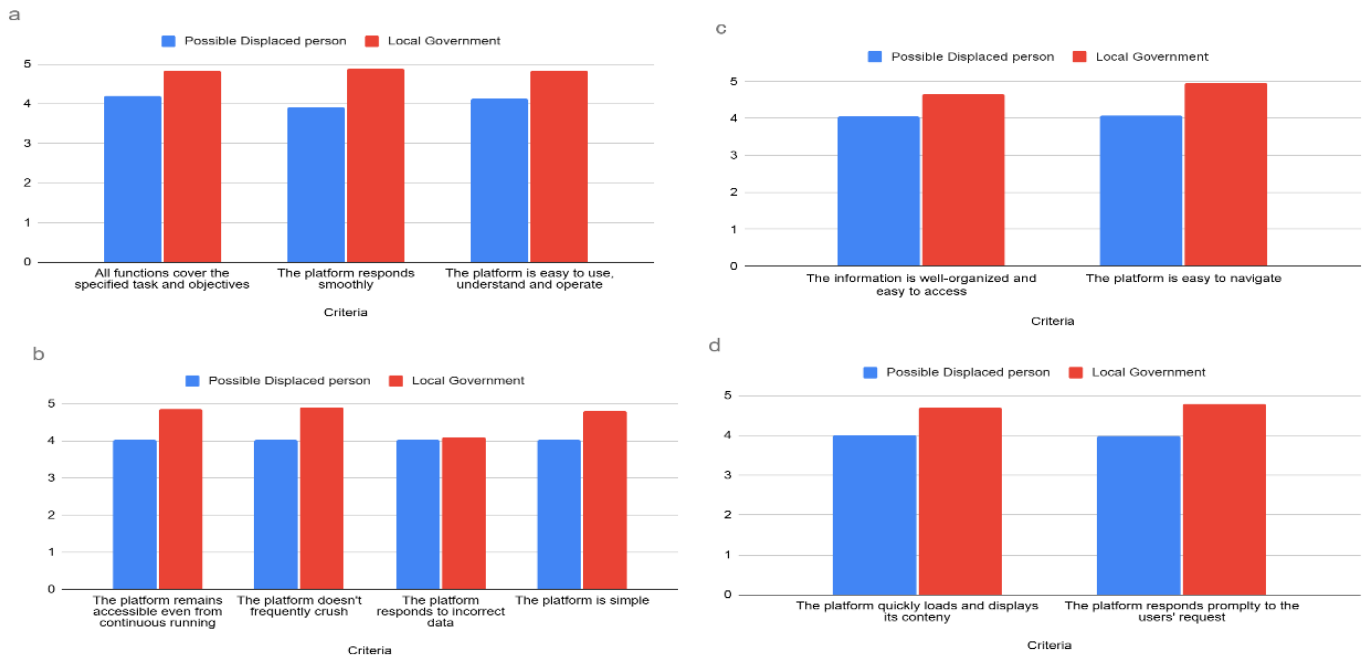 a
Possible Displaced person
Local Government
5
4
3
2
1
0
All functions cover the
specified task and objectives
The platform responds
smoothly
The platform is easy to use,
understand and operate
Criteria
b
Possible Displaced person
Local Government
5
4
3
2
1
0
The platform remains
accessible even from
continuous running
The platform doesn't
frequently crush
The platform
responds to incorrect
data
The platform is simple
Criteria
c
Possible Displaced person
Local Government
5
4
3
2
1
0
The information is well-organized and
easy to access
The platform is easy to navigate
Criteria
d
Possible Displaced person
Local Government
5
4
3
2
1
0
The platform quickly loads and displays
its conteny
The platform responds promplty to the
users' request
Criteria